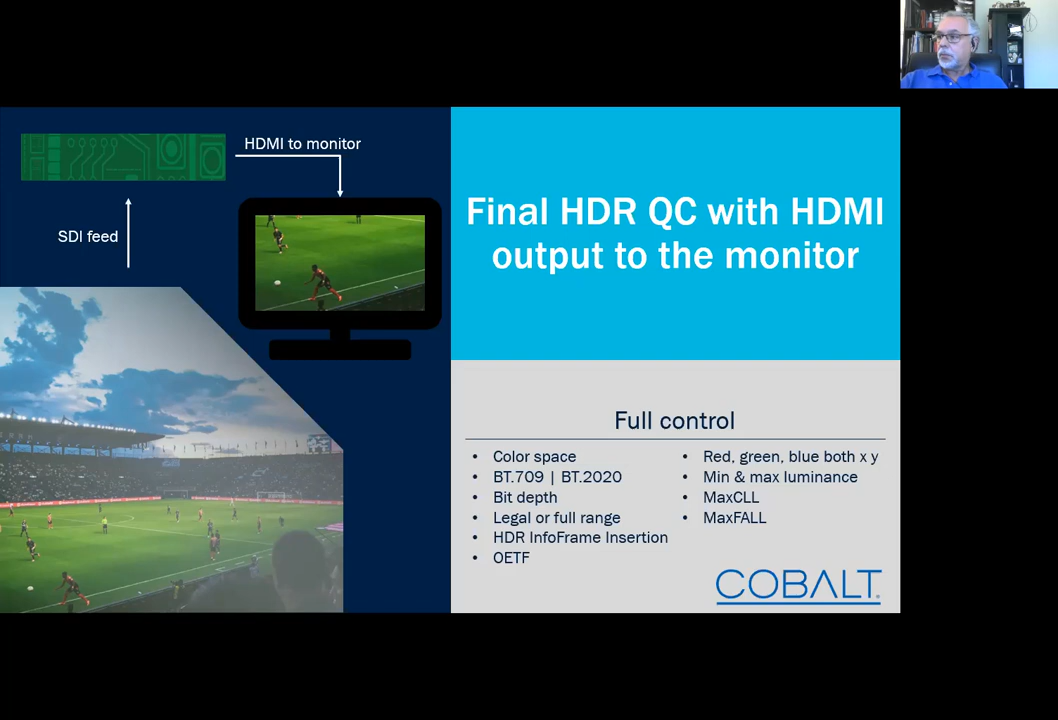 HDMI to monitor
SDI feed
Final HDR QC with HDMI
output to the monitor
Full control
• Color space
• BT.709 | BT.2020
• Bit depth
• Legal or full range
• HDR InfoFrame Insertion
• OETF
• Red, green, blue both x y
• Min & max luminance
• MaxCLL
• MaxFALL
COBALT